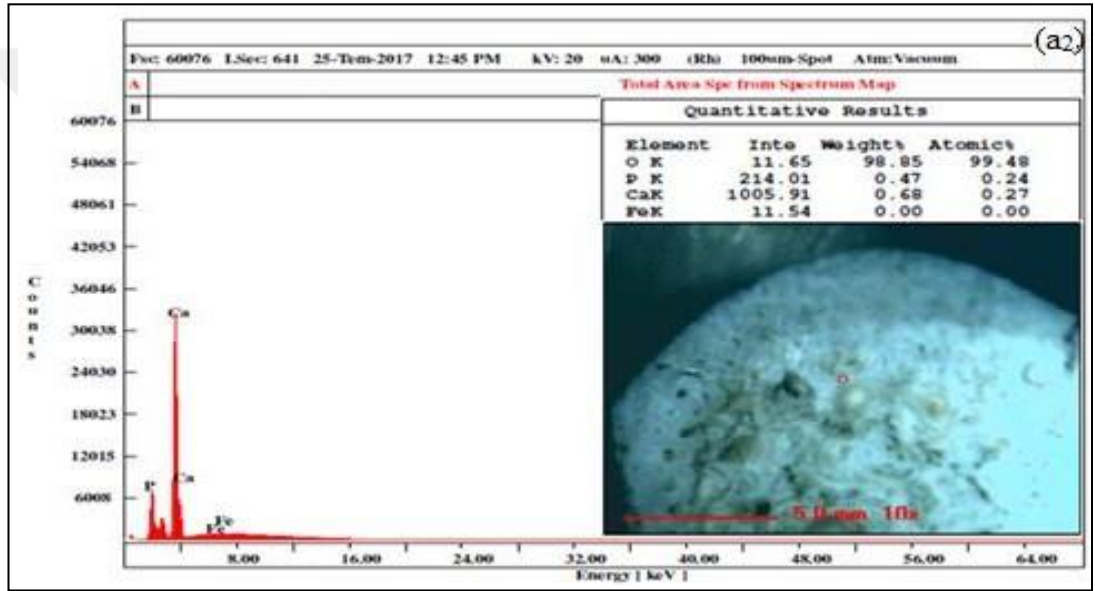 (a2)
Fsc: 60076 LSec: 641 25-Tem-2017 12:45 PM kV: 20 uA: 300 (Rh) 100um-Spot Atm:Vacuum
A Total Area Spc from Spectrum Map
B
Quantitative Results
Element Inte Weight% Atomic%
O K 11.65 98.85 99.48
P K 214.01 0.47 0.24
CaK 1005.91 0.68 0.27
FeK 11.54 0.00 0.00
60076
54068
48061
42053
36046
30038
24030
18023
12015
6008
Counts
Ca
Ca
P
Fe
Fe
5.0 mm 10x
8.00 16.00 24.00 32.00 40.00 48.00 56.00 64.00
Energy [ keV ]